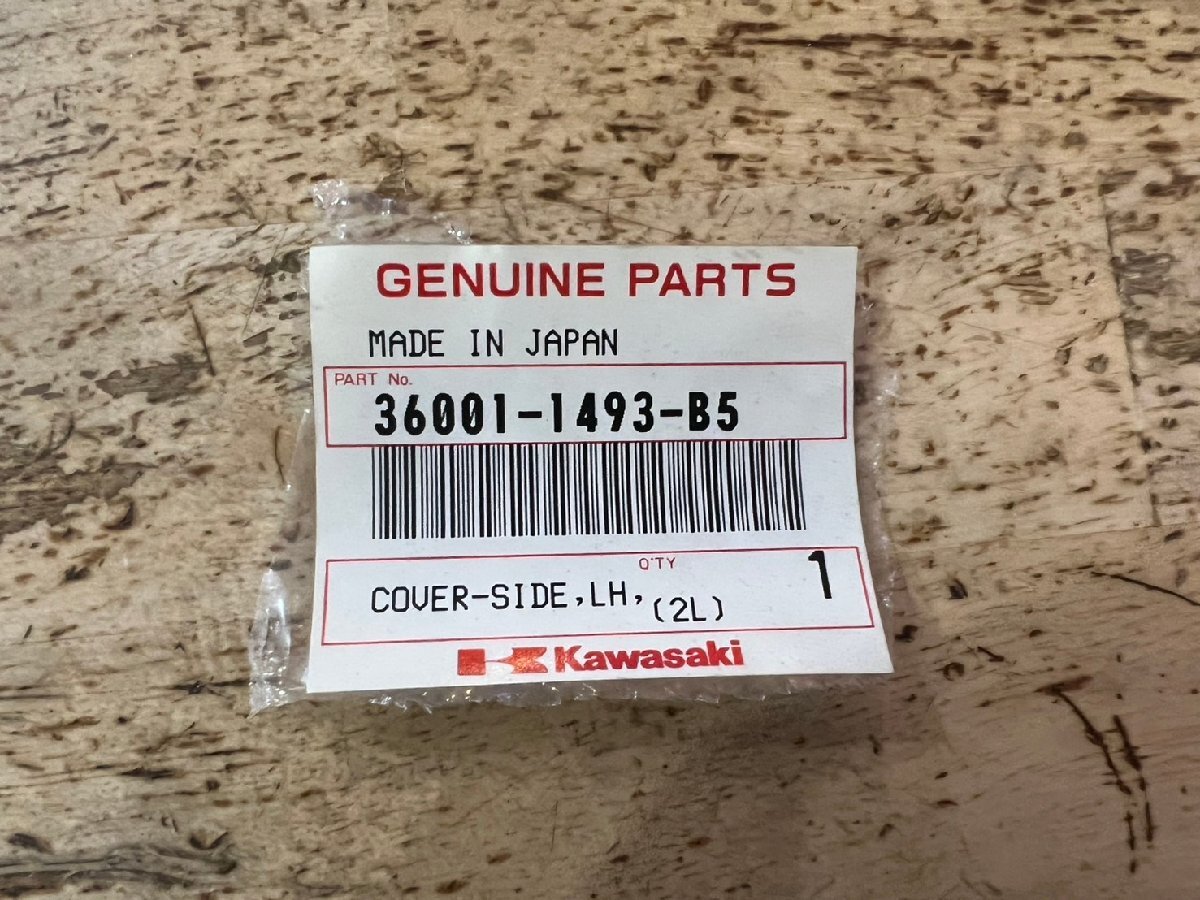 GENUINE PARTS
MADE IN JAPAN
PART No.
36001-1493-B5
Q'TY
COVER-SIDE,LH, (2L) 1
Kawasaki